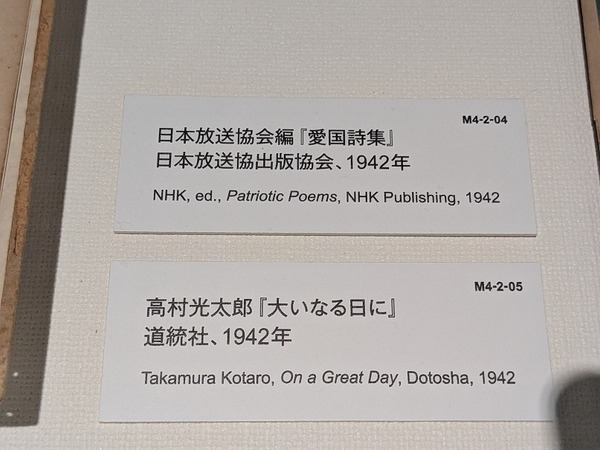 M4-2-04
日本放送協会編『愛国詩集』
日本放送協出版協会、1942年
NHK, ed., Patriotic Poems, NHK Publishing, 1942
M4-2-05
高村光太郎『大いなる日に』
道統社、1942年
Takamura Kotaro, On a Great Day, Dotosha, 1942